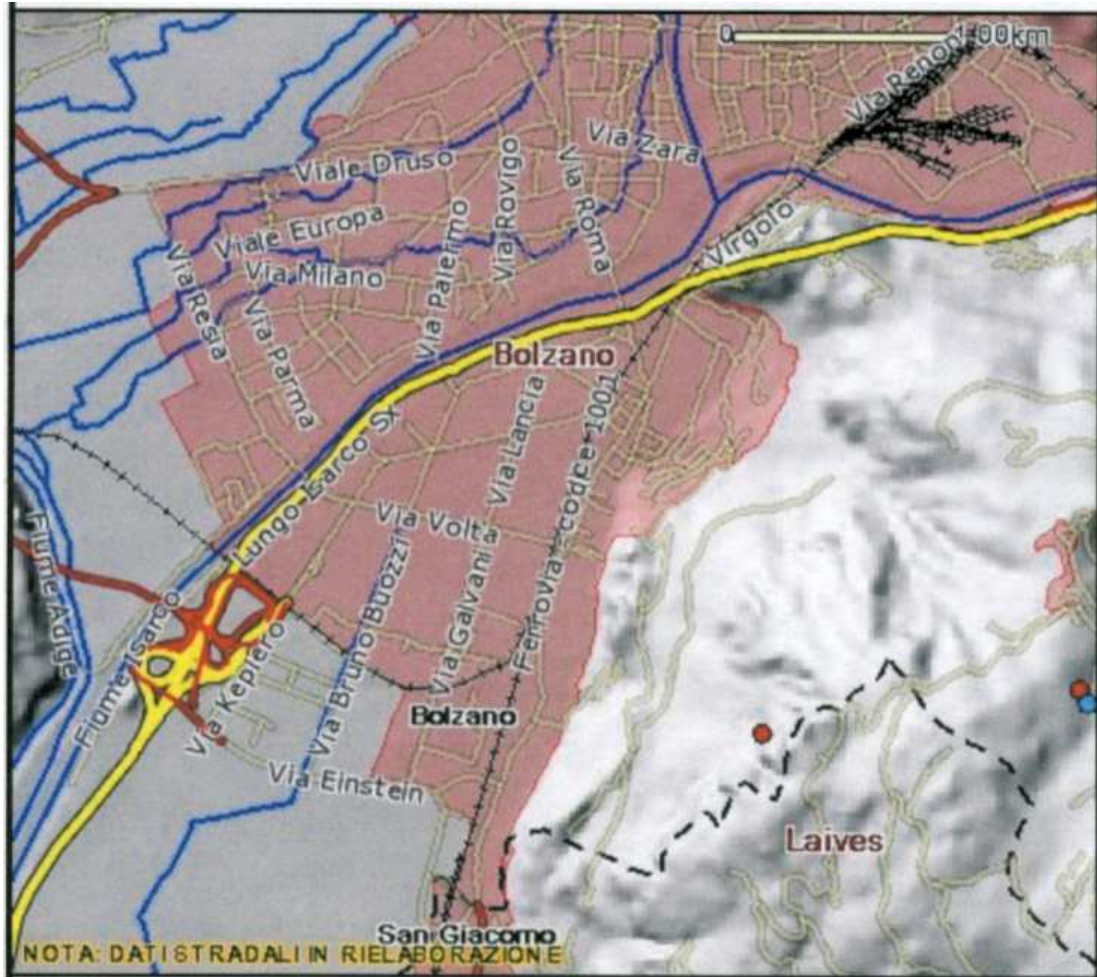 0 1.00km
Via Renon
Via Zara
Viale Druso
Via Rovigo
Via Roma
Viale Europa
Via Palermo
Virgolo
Via Milano
Via Resia
Via Parma
Bolzano
Via Lancia
Ferrovia - codice 1001
Lungo Isarco Sx
Via Volta
Fiume Adige
Via Galvani
Via Bruno Buozzi
Fiume Isarco
Via Keplero
Bolzano
Via Einstein
Laives
San Giacomo
NOTA: DATI STRADALI IN RIELABORAZIONE